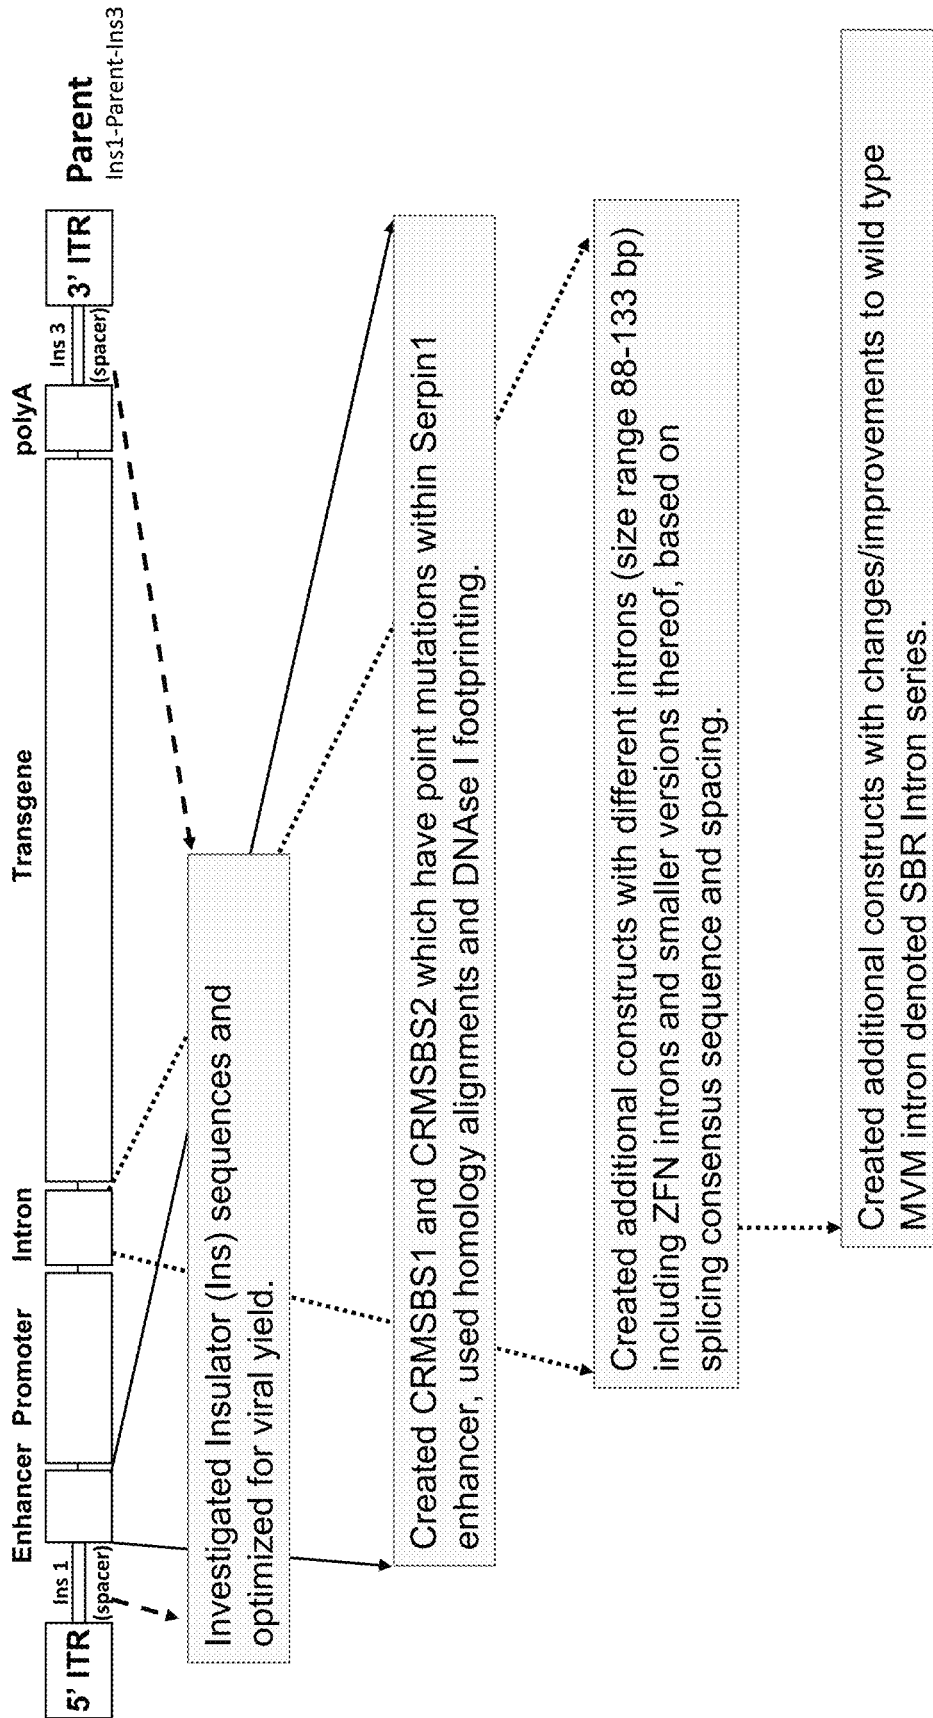 Enhancer Promoter Intron Transgene polyA
5' ITR
Ins 1
(spacer)
Ins 3
(spacer)
3' ITR
Parent
Ins1-Parent-Ins3
Investigated Insulator (Ins) sequences and
optimized for viral yield.
Created CRMSBS1 and CRMSBS2 which have point mutations within Serpin1
enhancer, used homology alignments and DNAse I footprinting.
Created additional constructs with different introns (size range 88-133 bp)
including ZFN introns and smaller versions thereof, based on
splicing consensus sequence and spacing.
Created additional constructs with changes/improvements to wild type
MVM intron denoted SBR Intron series.